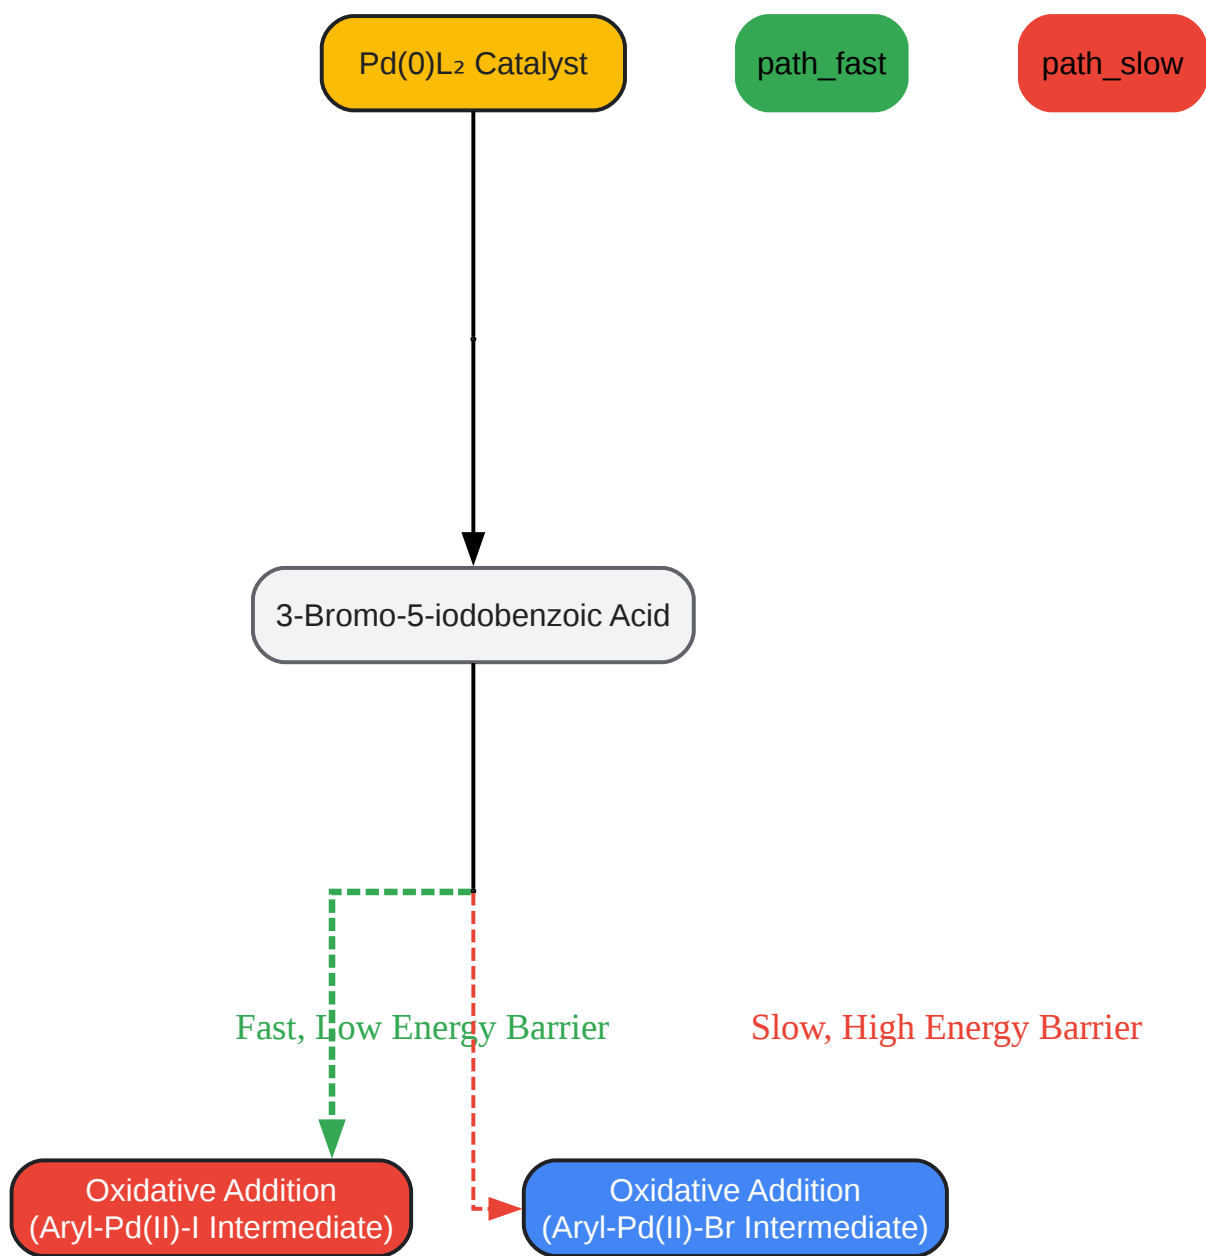 Pd(0)L₂ Catalyst
path_fast
path_slow
3-Bromo-5-iodobenzoic Acid
Fast, Low Energy Barrier
Slow, High Energy Barrier
Oxidative Addition
(Aryl-Pd(II)-I Intermediate)
Oxidative Addition
(Aryl-Pd(II)-Br Intermediate)